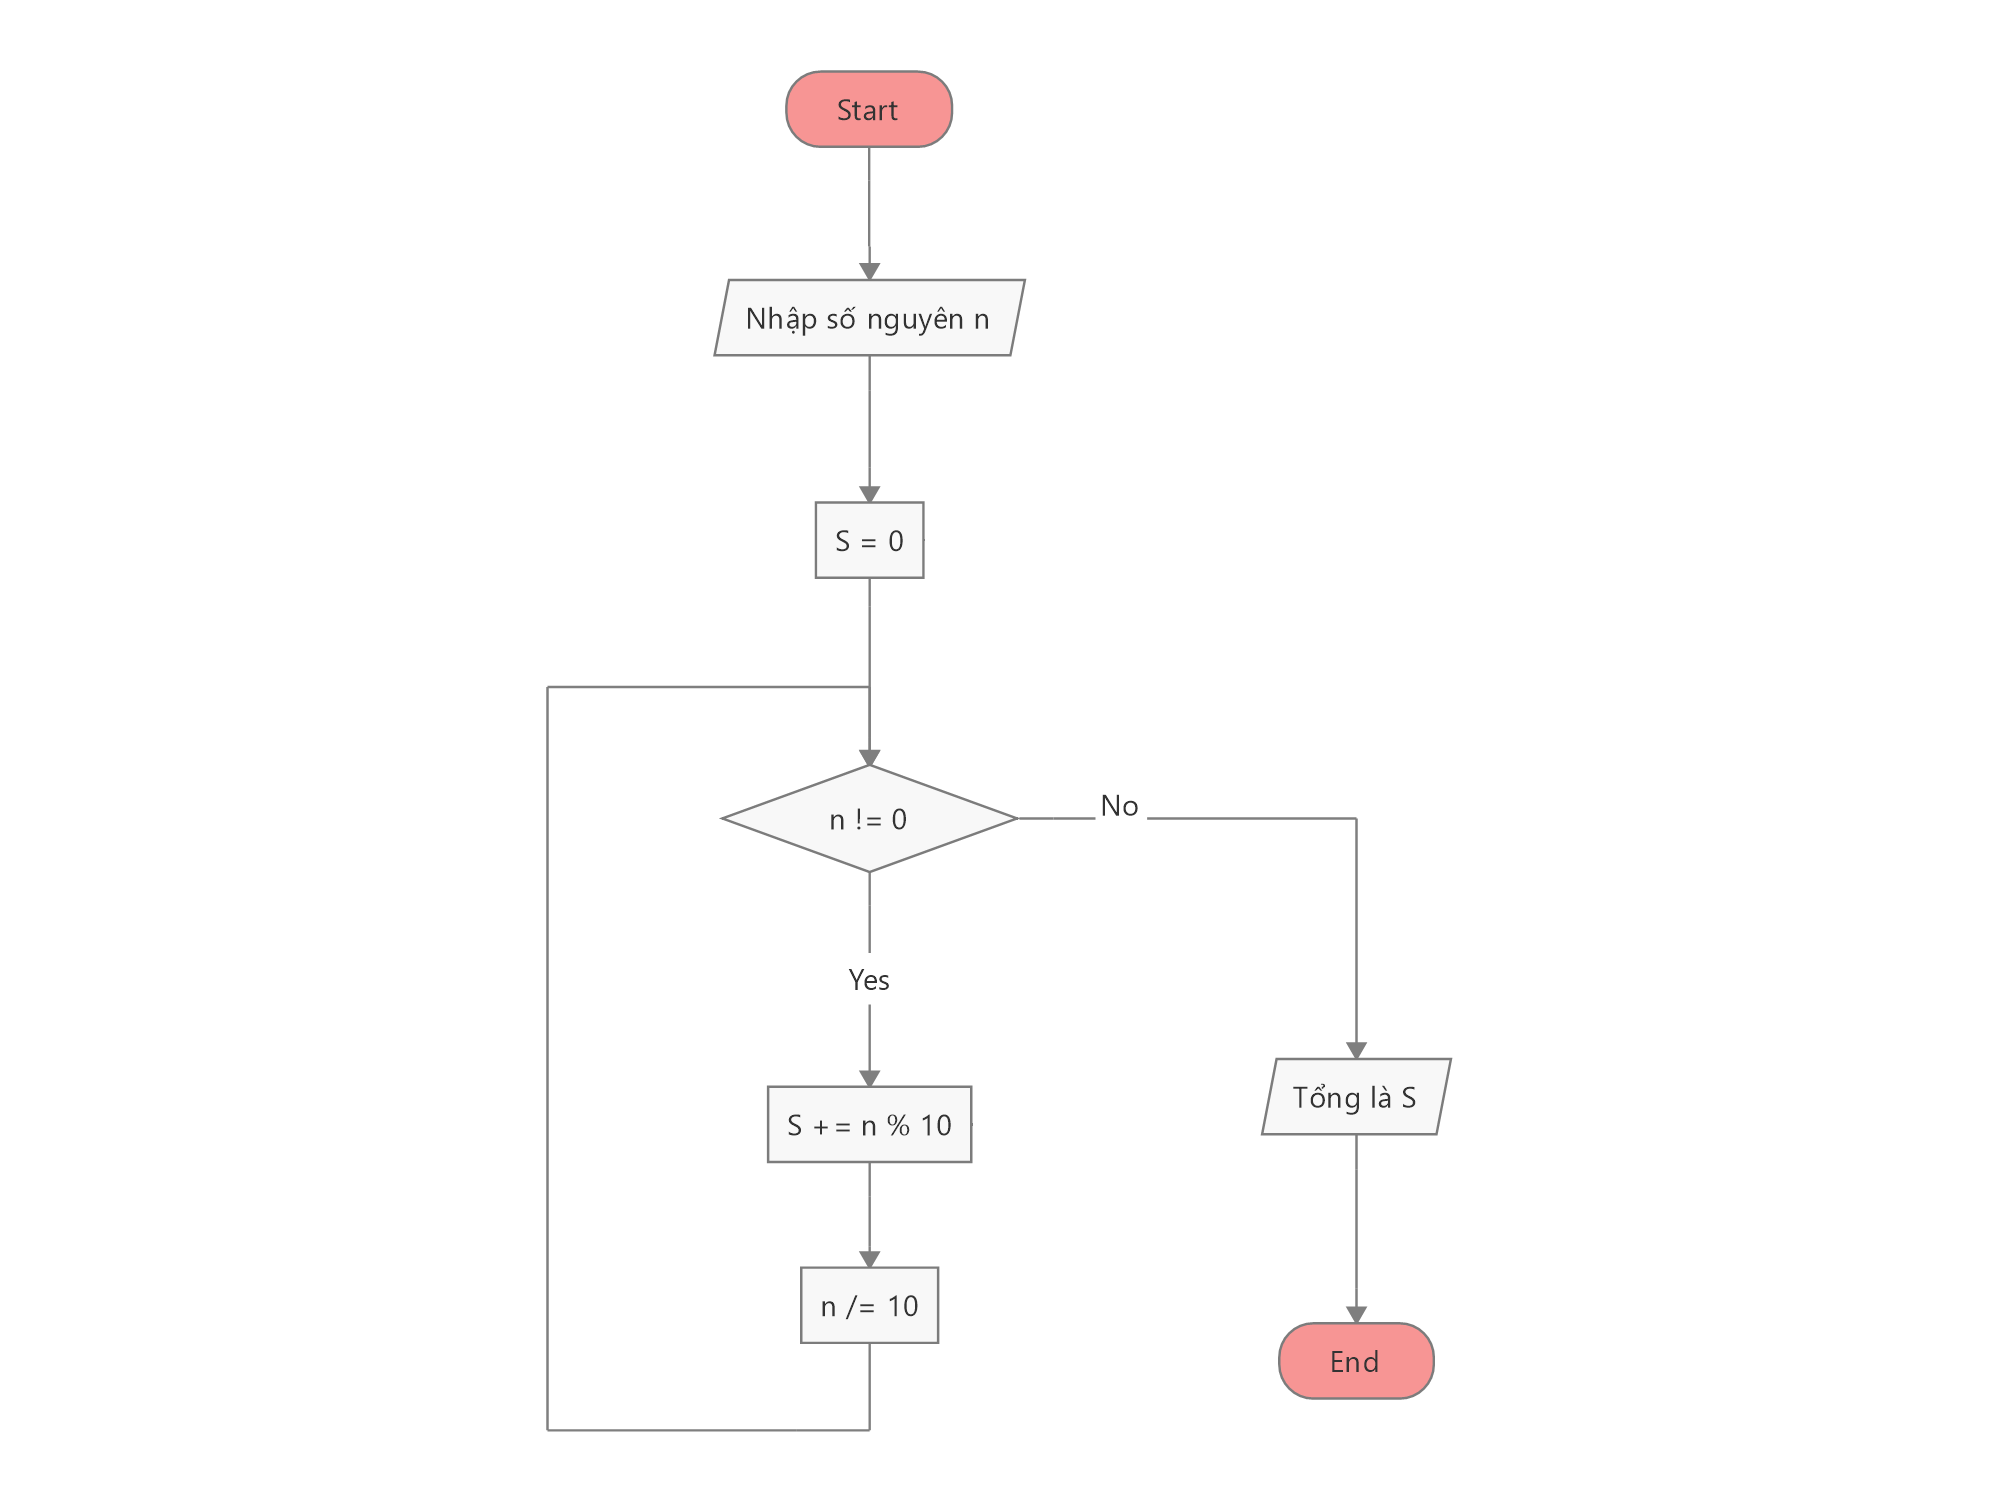 Start
Nhập số nguyên n
S = 0
n != 0
No
Yes
S += n % 10
n /= 10
Tổng là S
End